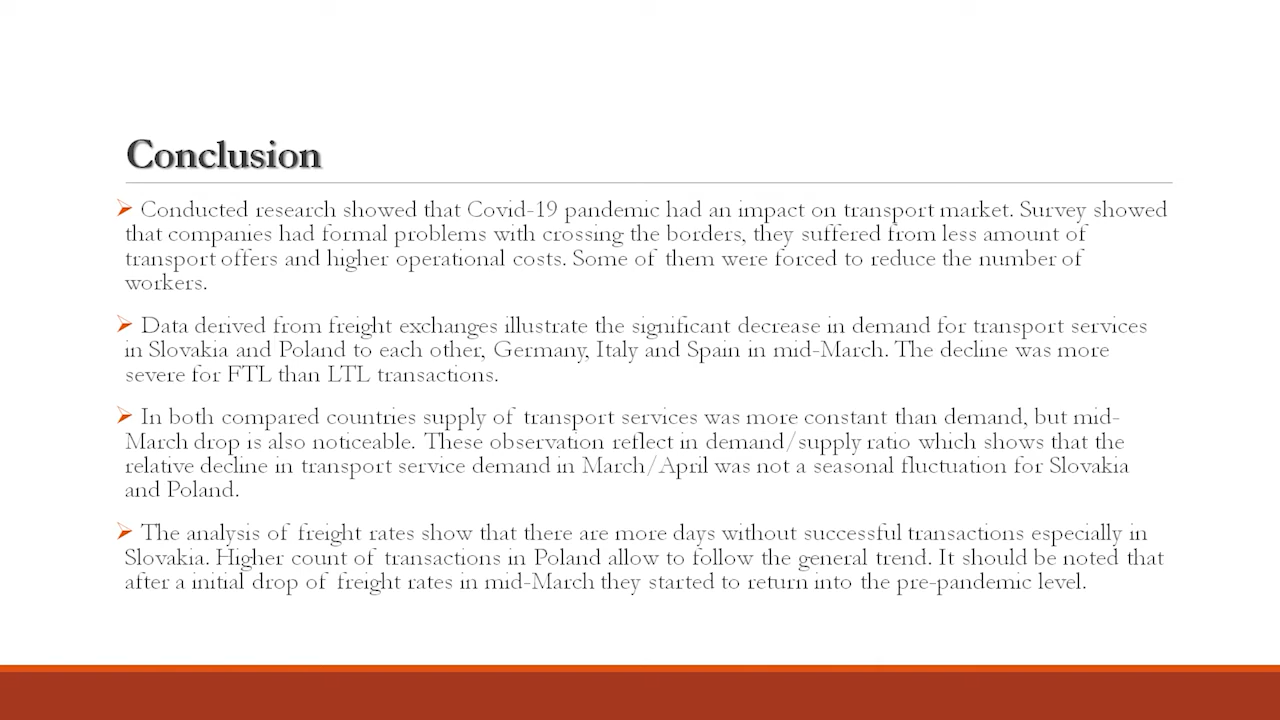 Conclusion
Conducted research showed that Covid-19 pandemic had an impact on transport market. Survey showed
that companies had formal problems with crossing the borders, they suffered from less amount of
transport offers and higher operational costs. Some of them were forced to reduce the number of
workers.
Data derived from freight exchanges illustrate the significant decrease in demand for transport services
in Slovakia and Poland to each other, Germany, Italy and Spain in mid-March. The decline was more
severe for FTL than LTL transactions.
In both compared countries supply of transport services was more constant than demand, but mid-
March drop is also noticeable. These observation reflect in demand/supply ratio which shows that the
relative decline in transport service demand in March/April was not a seasonal fluctuation for Slovakia
and Poland.
The analysis of freight rates show that there are more days without successful transactions especially in
Slovakia. Higher count of transactions in Poland allow to follow the general trend. It should be noted that
after a initial drop of freight rates in mid-March they started to return into the pre-pandemic level.